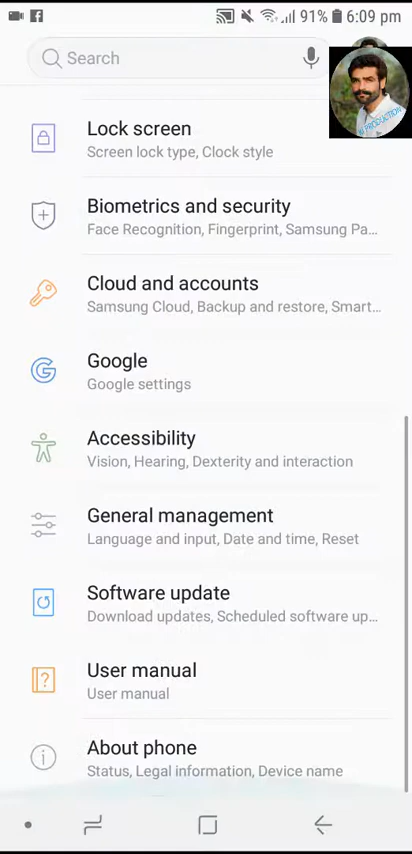 91% 6:09 pm
Search
Lock screen
Screen lock type, Clock style
Biometrics and security
Face Recognition, Fingerprint, Samsung Pa...
Cloud and accounts
Samsung Cloud, Backup and restore, Smart...
Google
Google settings
Accessibility
Vision, Hearing, Dexterity and interaction
General management
Language and input, Date and time, Reset
Software update
Download updates, Scheduled software up...
User manual
User manual
About phone
Status, Legal information, Device name